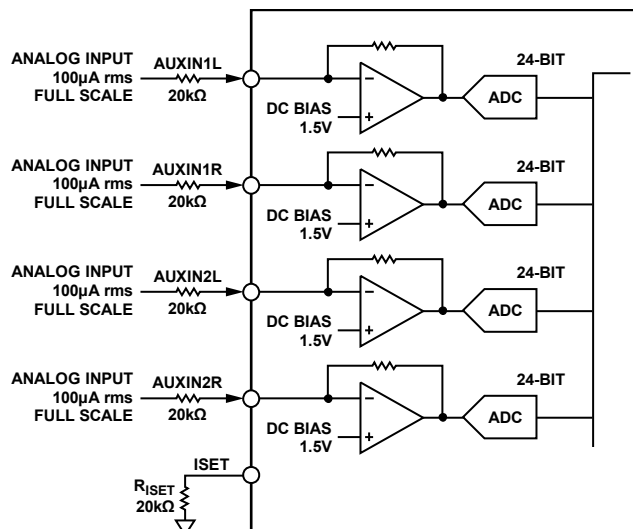 ANALOG INPUT
100µA rms
FULL SCALE
AUXIN1L
20kΩ
DC BIAS
1.5V
24-BIT
ADC
ANALOG INPUT
100µA rms
FULL SCALE
AUXIN1R
20kΩ
DC BIAS
1.5V
24-BIT
ADC
ANALOG INPUT
100µA rms
FULL SCALE
AUXIN2L
20kΩ
DC BIAS
1.5V
24-BIT
ADC
ANALOG INPUT
100µA rms
FULL SCALE
AUXIN2R
20kΩ
DC BIAS
1.5V
24-BIT
ADC
ISET
RISET
20kΩ